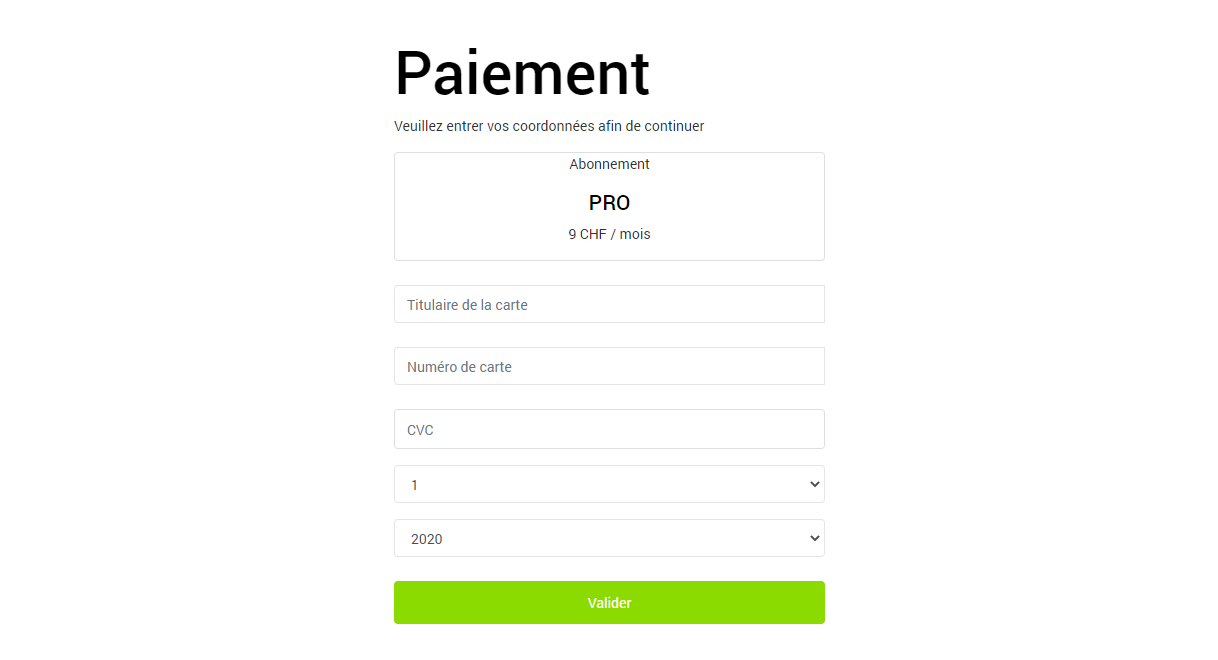 Paiement
Veuillez entrer vos coordonnées afin de continuer
Abonnement
PRO
9 CHF / mois
Titulaire de la carte
Numéro de carte
CVC
1
2020
Valider